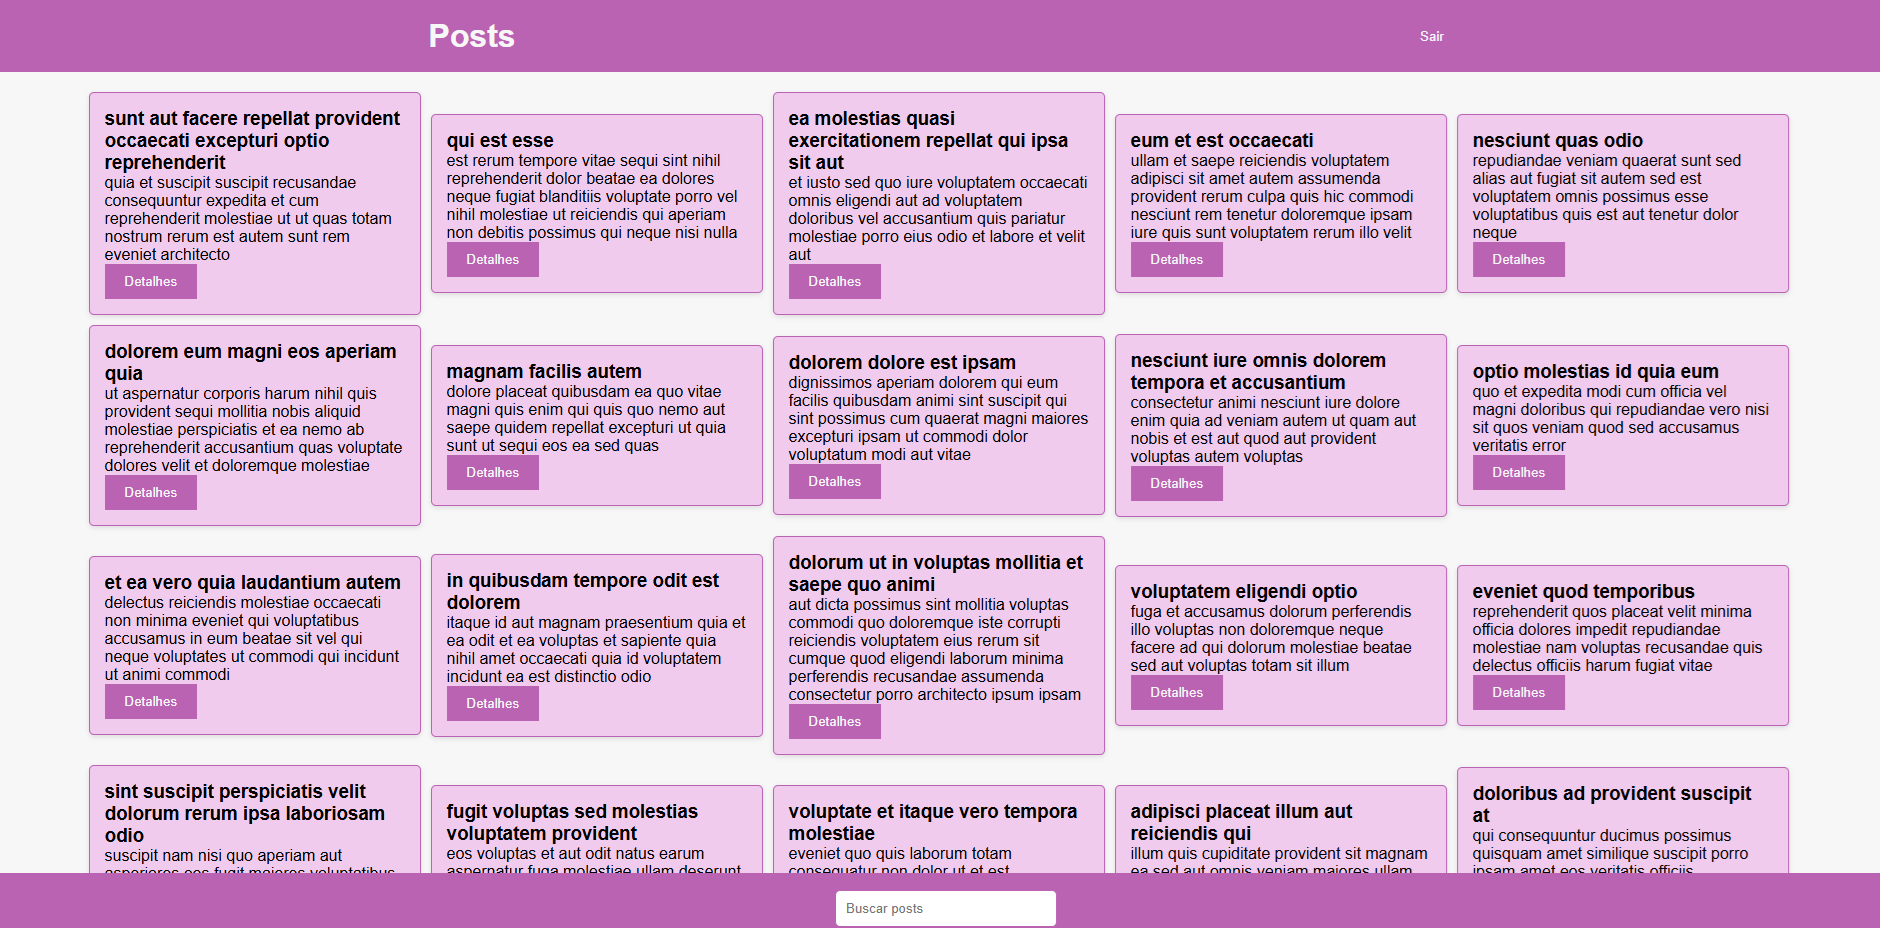 Posts
Sair
sunt aut facere repellat provident
occaecati excepturi optio
reprehenderit
quia et suscipit suscipit recusandae
consequuntur expedita et cum
reprehenderit molestiae ut ut quas totam
nostrum rerum est autem sunt rem
eveniet architecto
Detalhes
qui est esse
est rerum tempore vitae sequi sint nihil
reprehenderit dolor beatae ea dolores
neque fugiat blanditiis voluptate porro vel
nihil molestiae ut reiciendis qui aperiam
non debitis possimus qui neque nisi nulla
Detalhes
ea molestias quasi
exercitationem repellat qui ipsa
sit aut
et iusto sed quo iure voluptatem occaecati
omnis eligendi aut ad voluptatem
doloribus vel accusantium quis pariatur
molestiae porro eius odio et labore et velit
aut
Detalhes
eum et est occaecati
ullam et saepe reiciendis voluptatem
adipisci sit amet autem assumenda
provident rerum culpa quis hic commodi
nesciunt rem tenetur doloremque ipsam
iure quis sunt voluptatem rerum illo velit
Detalhes
nesciunt quas odio
repudiandae veniam quaerat sunt sed
alias aut fugiat sit autem sed est
voluptatem omnis possimus esse
voluptatibus quis est aut tenetur dolor
neque
Detalhes
dolorem eum magni eos aperiam
quia
ut aspernatur corporis harum nihil quis
provident sequi mollitia nobis aliquid
molestiae perspiciatis et ea nemo ab
reprehenderit accusantium quas voluptate
dolores velit et doloremque molestiae
Detalhes
magnam facilis autem
dolore placeat quibusdam ea quo vitae
magni quis enim qui quis quo nemo aut
saepe quidem repellat excepturi ut quia
sunt ut sequi eos ea sed quas
Detalhes
dolorem dolore est ipsam
dignissimos aperiam dolorem qui eum
facilis quibusdam animi sint suscipit qui
sint possimus cum quaerat magni maiores
excepturi ipsam ut commodi dolor
voluptatum modi aut vitae
Detalhes
nesciunt iure omnis dolorem
tempora et accusantium
consectetur animi nesciunt iure dolore
enim quia ad veniam autem ut quam aut
nobis et est aut quod aut provident
voluptas autem voluptas
Detalhes
optio molestias id quia eum
quo et expedita modi cum officia vel
magni doloribus qui repudiandae vero nisi
sit quos veniam quod sed accusamus
veritatis error
Detalhes
et ea vero quia laudantium autem
delectus reiciendis molestiae occaecati
non minima eveniet qui voluptatibus
accusamus in eum beatae sit vel qui
neque voluptates ut commodi qui incidunt
ut animi commodi
Detalhes
in quibusdam tempore odit est
dolorem
itaque id aut magnam praesentium quia et
ea odit et ea voluptas et sapiente quia
nihil amet occaecati quia id voluptatem
incidunt ea est distinctio odio
Detalhes
dolorum ut in voluptas mollitia et
saepe quo animi
aut dicta possimus sint mollitia voluptas
commodi quo doloremque iste corrupti
reiciendis voluptatem eius rerum sit
cumque quod eligendi laborum minima
perferendis recusandae assumenda
consectetur porro architecto ipsum ipsam
Detalhes
voluptatem eligendi optio
fuga et accusamus dolorum perferendis
illo voluptas non doloremque neque
facere ad qui dolorum molestiae beatae
sed aut voluptas totam sit illum
Detalhes
eveniet quod temporibus
reprehenderit quos placeat velit minima
officia dolores impedit repudiandae
molestiae nam voluptas recusandae quis
delectus officiis harum fugiat vitae
Detalhes
sint suscipit perspiciatis velit
dolorum rerum ipsa laboriosam
odio
suscipit nam nisi quo aperiam aut
asperiores eos fugit maiores voluptatibus
fugit voluptas sed molestias
voluptatem provident
eos voluptas et aut odit natus earum
aspernatur fuga molestiae ullam deserunt
voluptate et itaque vero tempora
molestiae
eveniet quo quis laborum totam
consequatur non dolor ut et est
adipisci placeat illum aut
reiciendis qui
illum quis cupiditate provident sit magnam
ea sed aut omnis veniam maiores ullam
doloribus ad provident suscipit
at
qui consequuntur ducimus possimus
quisquam amet similique suscipit porro
ipsam amet eos veritatis officiis
Buscar posts